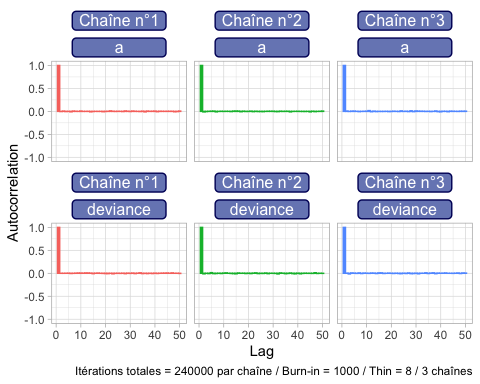 Chaîne n°1 Chaîne n°2 Chaîne n°3
a a a
1.0
0.5
0.0
-0.5
-1.0
Autocorrelation
Chaîne n°1 Chaîne n°2 Chaîne n°3
deviance deviance deviance
1.0
0.5
0.0
-0.5
-1.0
0 10 20 30 40 50 0 10 20 30 40 50 0 10 20 30 40 50
Lag
Itérations totales = 240000 par chaîne / Burn-in = 1000 / Thin = 8 / 3 chaînes